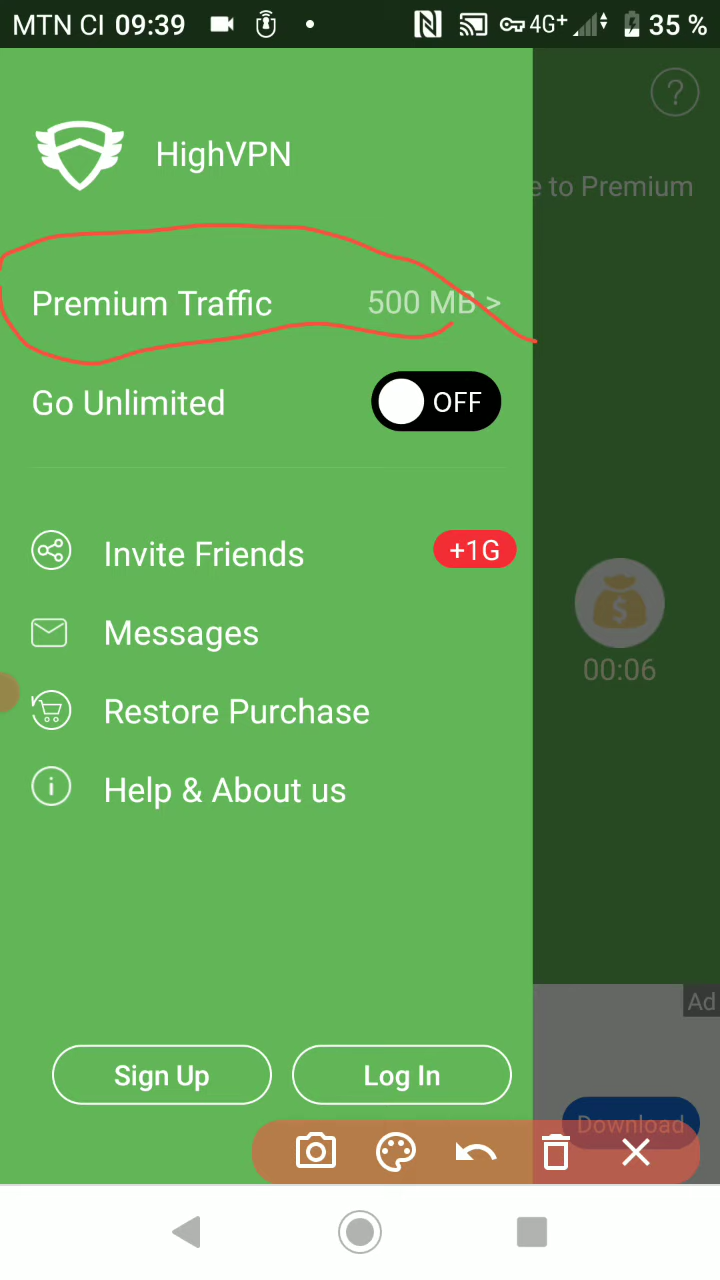 MTN CI 09:39 4G+ 35 %
HighVPN
?
e to Premium
Premium Traffic 500 MB >
Go Unlimited OFF
Invite Friends +1G
$
Messages
00:06
Restore Purchase
Help & About us
Ad
Sign Up Log In
Download